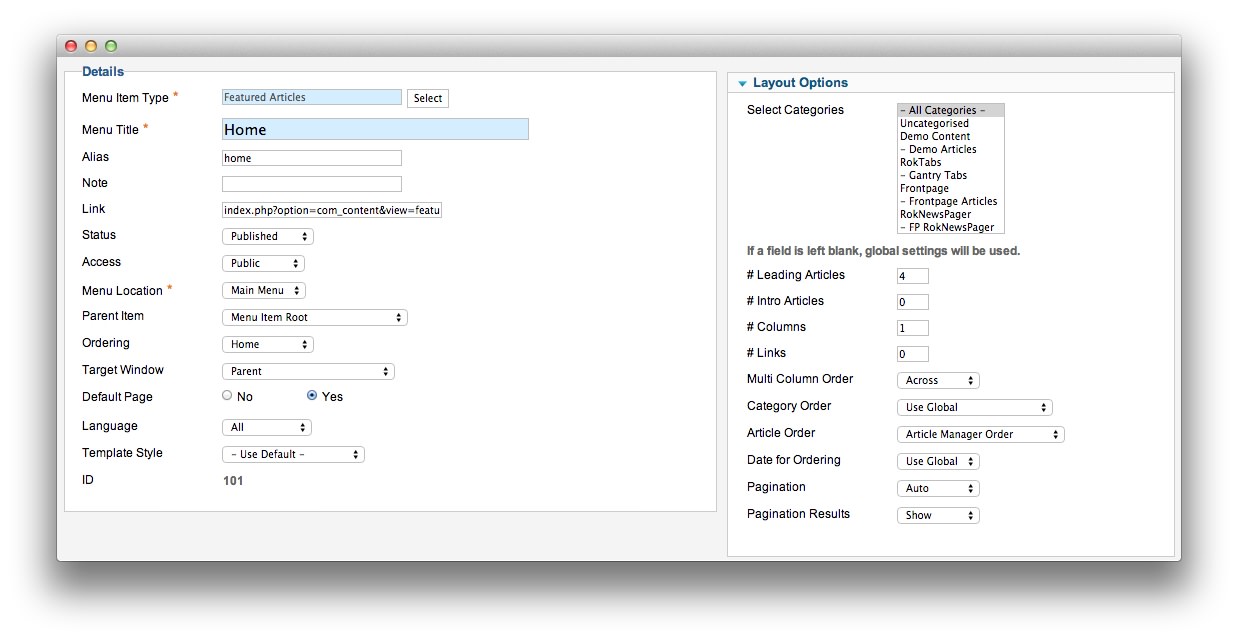 Details
Menu Item Type *
Featured Articles
Select
Menu Title *
Home
Alias
home
Note
Link
index.php?option=com_content&view=featu
Status
Published
Access
Public
Menu Location *
Main Menu
Parent Item
Menu Item Root
Ordering
Home
Target Window
Parent
Default Page
No
Yes
Language
All
Template Style
- Use Default -
ID
101
Layout Options
Select Categories
- All Categories -
Uncategorised
Demo Content
- Demo Articles
RokTabs
- Gantry Tabs
Frontpage
- Frontpage Articles
RokNewsPager
- FP RokNewsPager
If a field is left blank, global settings will be used.
# Leading Articles
4
# Intro Articles
0
# Columns
1
# Links
0
Multi Column Order
Across
Category Order
Use Global
Article Order
Article Manager Order
Date for Ordering
Use Global
Pagination
Auto
Pagination Results
Show